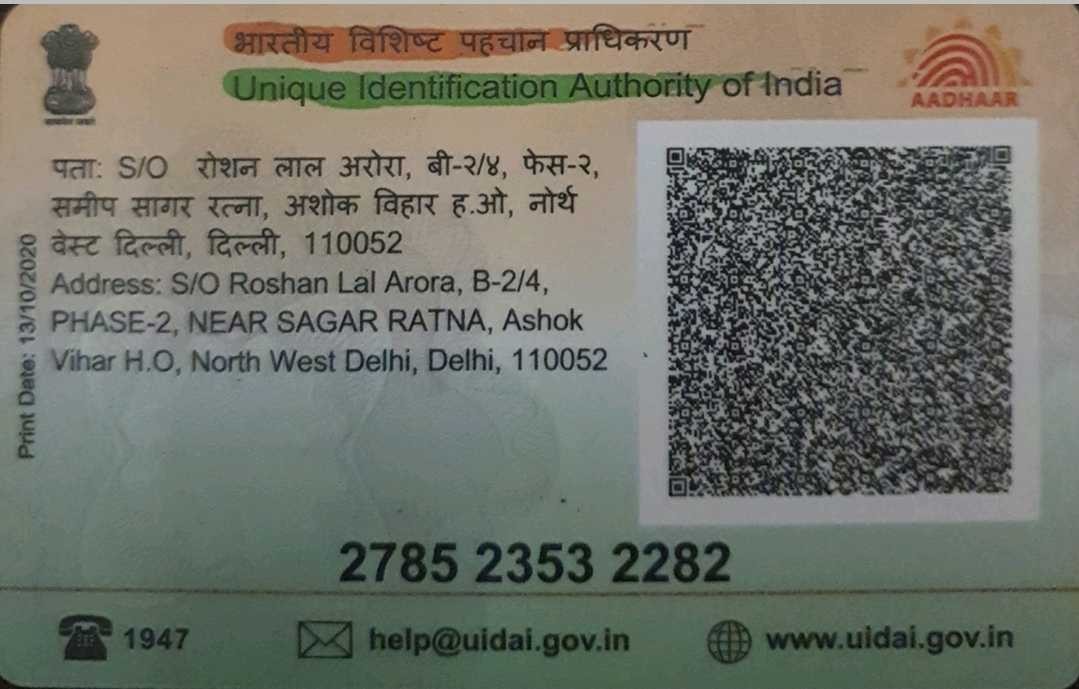 भारतीय विशिष्ट पहचान प्राधिकरण
Unique Identification Authority of India
AADHAAR
पता: S/O रोशन लाल अरोरा, बी-२/४, फेस-२,
समीप सागर रत्ना, अशोक विहार ह.ओ, नोर्थ
वेस्ट दिल्ली, दिल्ली, 110052
Address: S/O Roshan Lal Arora, B-2/4,
PHASE-2, NEAR SAGAR RATNA, Ashok
Vihar H.O, North West Delhi, Delhi, 110052
Print Date: 13/10/2020
2785 2353 2282
1947
help@uidai.gov.in
www.uidai.gov.in